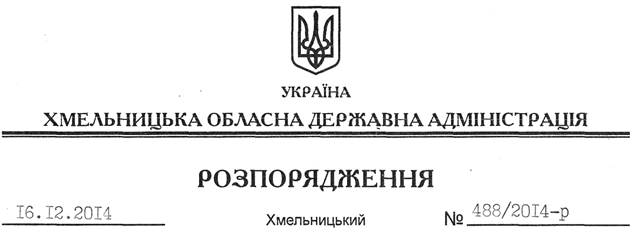 УКРАЇНА
ХМЕЛЬНИЦЬКА ОБЛАСНА ДЕРЖАВНА АДМІНІСТРАЦІЯ
РОЗПОРЯДЖЕННЯ
16.12.2014 Хмельницький № 488/2014-р